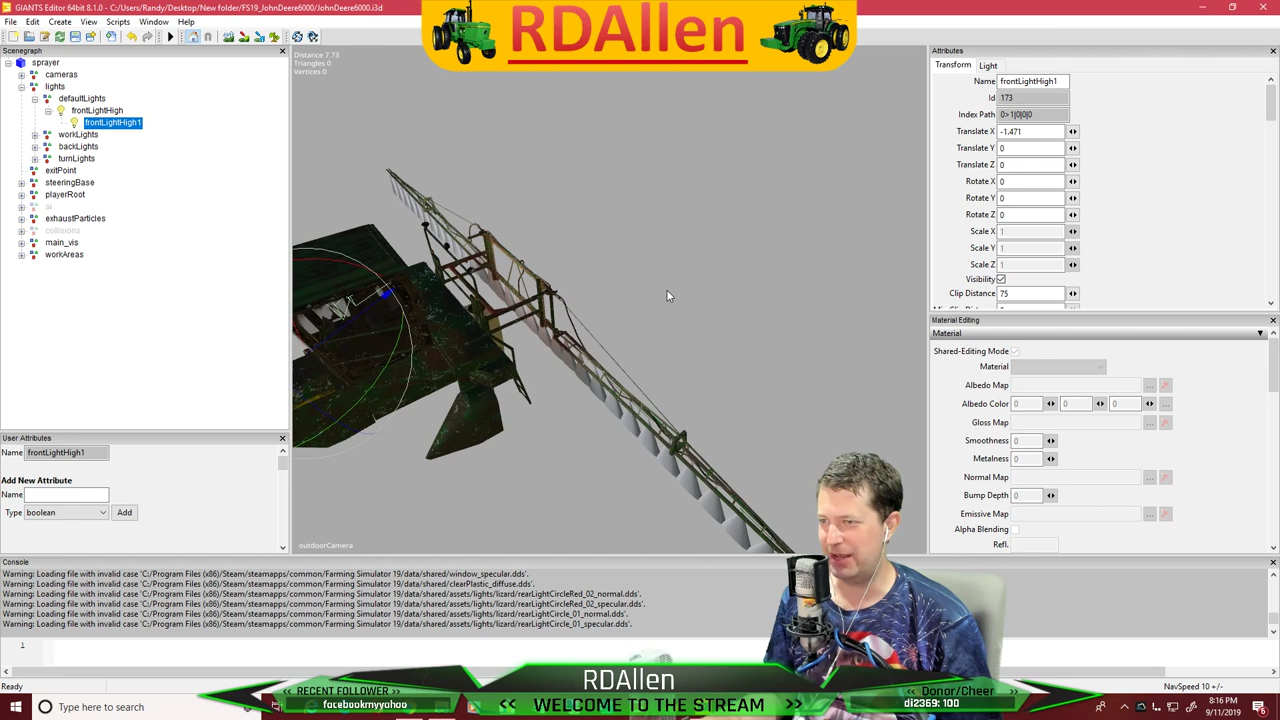 GIANTS Editor 64bit 8.1.0 - C:/Users/Randy/Desktop/New folder/FS19_JohnDeere6000/JohnDeere6000.i3d
File Edit Create View Scripts Window Help
RDAllen
Scenegraph
sprayer
cameras
lights
defaultLights
frontLightHigh
frontLightHigh1
workLights
backLights
turnLights
exitPoint
steeringBase
playerRoot
ai
exhaustParticles
collisions
main_vis
workAreas
User Attributes
Name frontLightHigh1
Add New Attribute
Name
Type boolean Add
Distance 7.73
Triangles 0
Vertices 0
outdoorCamera
Attributes
Transform Light
Name frontLightHigh1
Id 173
Index Path 0>1|0|0|0
Translate X -1.471
Translate Y 0
Translate Z 0
Rotate X 0
Rotate Y 0
Rotate Z 0
Scale X 1
Scale Y 1
Scale Z 1
Visibility
Clip Distance 75
Material Editing
Material
Shared-Editing Mode
Material
Albedo Map
Albedo Color 0 0 0
Gloss Map
Smoothness 0
Metalness 0
Normal Map
Bump Depth 0
Emissive Map
Alpha Blending
Refl.
Console
Warning: Loading file with invalid case 'C:/Program Files (x86)/Steam/steamapps/common/Farming Simulator 19/data/shared/window_specular.dds'.
Warning: Loading file with invalid case 'C:/Program Files (x86)/Steam/steamapps/common/Farming Simulator 19/data/shared/clearPlastic_diffuse.dds'.
Warning: Loading file with invalid case 'C:/Program Files (x86)/Steam/steamapps/common/Farming Simulator 19/data/shared/assets/lights/lizard/rearLightCircleRed_02_normal.dds'.
Warning: Loading file with invalid case 'C:/Program Files (x86)/Steam/steamapps/common/Farming Simulator 19/data/shared/assets/lights/lizard/rearLightCircleRed_02_specular.dds'.
Warning: Loading file with invalid case 'C:/Program Files (x86)/Steam/steamapps/common/Farming Simulator 19/data/shared/assets/lights/lizard/rearLightCircle_01_normal.dds'.
Warning: Loading file with invalid case 'C:/Program Files (x86)/Steam/steamapps/common/Farming Simulator 19/data/shared/assets/lights/lizard/rearLightCircle_01_specular.dds'.
1
Ready
NavSpeed 10 +/-
RDAllen
<< RECENT FOLLOWER >>
facebookmyyahoo
<< WELCOME TO THE STREAM >>
<< Donor/Cheer >>
di2369: 100
Type here to search
8:16 PM
9/11/2019